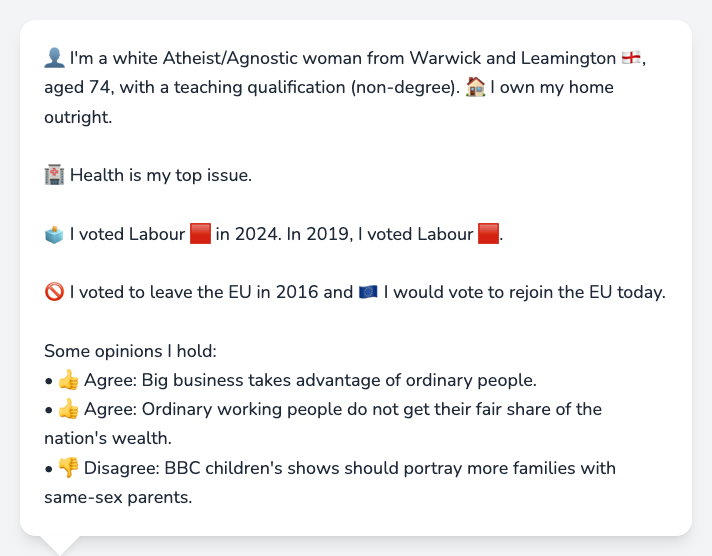 👤 I'm a white Atheist/Agnostic woman from Warwick and Leamington 🏴󠁧󠁢󠁥󠁮󠁧󠁿,
aged 74, with a teaching qualification (non-degree). 🏠 I own my home
outright.
🏥 Health is my top issue.
🗳️ I voted Labour 🟥 in 2024. In 2019, I voted Labour 🟥.
🚫 I voted to leave the EU in 2016 and 🇪🇺 I would vote to rejoin the EU today.
Some opinions I hold:
• 👍 Agree: Big business takes advantage of ordinary people.
• 👍 Agree: Ordinary working people do not get their fair share of the
nation's wealth.
• 👎 Disagree: BBC children's shows should portray more families with
same-sex parents.